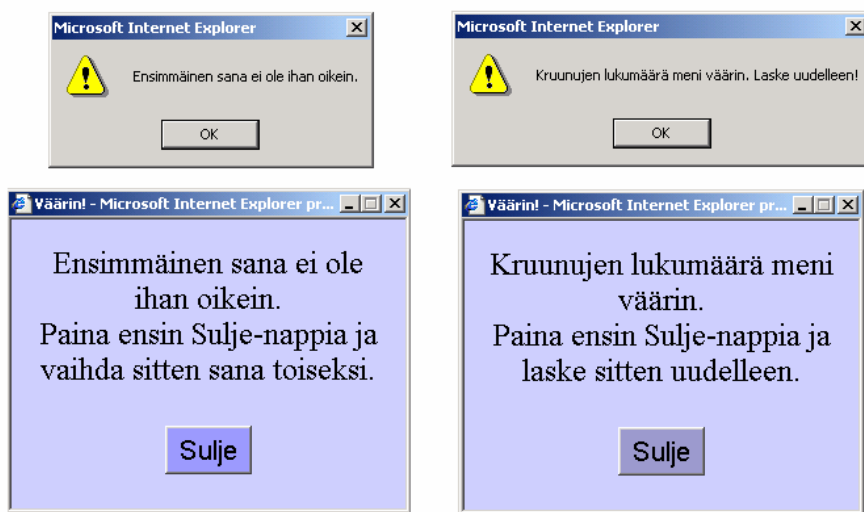 Microsoft Internet Explorer
Ensimmäinen sana ei ole ihan oikein.
OK
Microsoft Internet Explorer
Kruunujen lukumäärä meni väärin. Laske uudelleen!
OK
Väärin! - Microsoft Internet Explorer pr...
Ensimmäinen sana ei ole
ihan oikein.
Paina ensin Sulje-nappia ja
vaihda sitten sana toiseksi.
Sulje
Väärin! - Microsoft Internet Explorer pr...
Kruunujen lukumäärä meni
väärin.
Paina ensin Sulje-nappia ja
laske sitten uudelleen.
Sulje